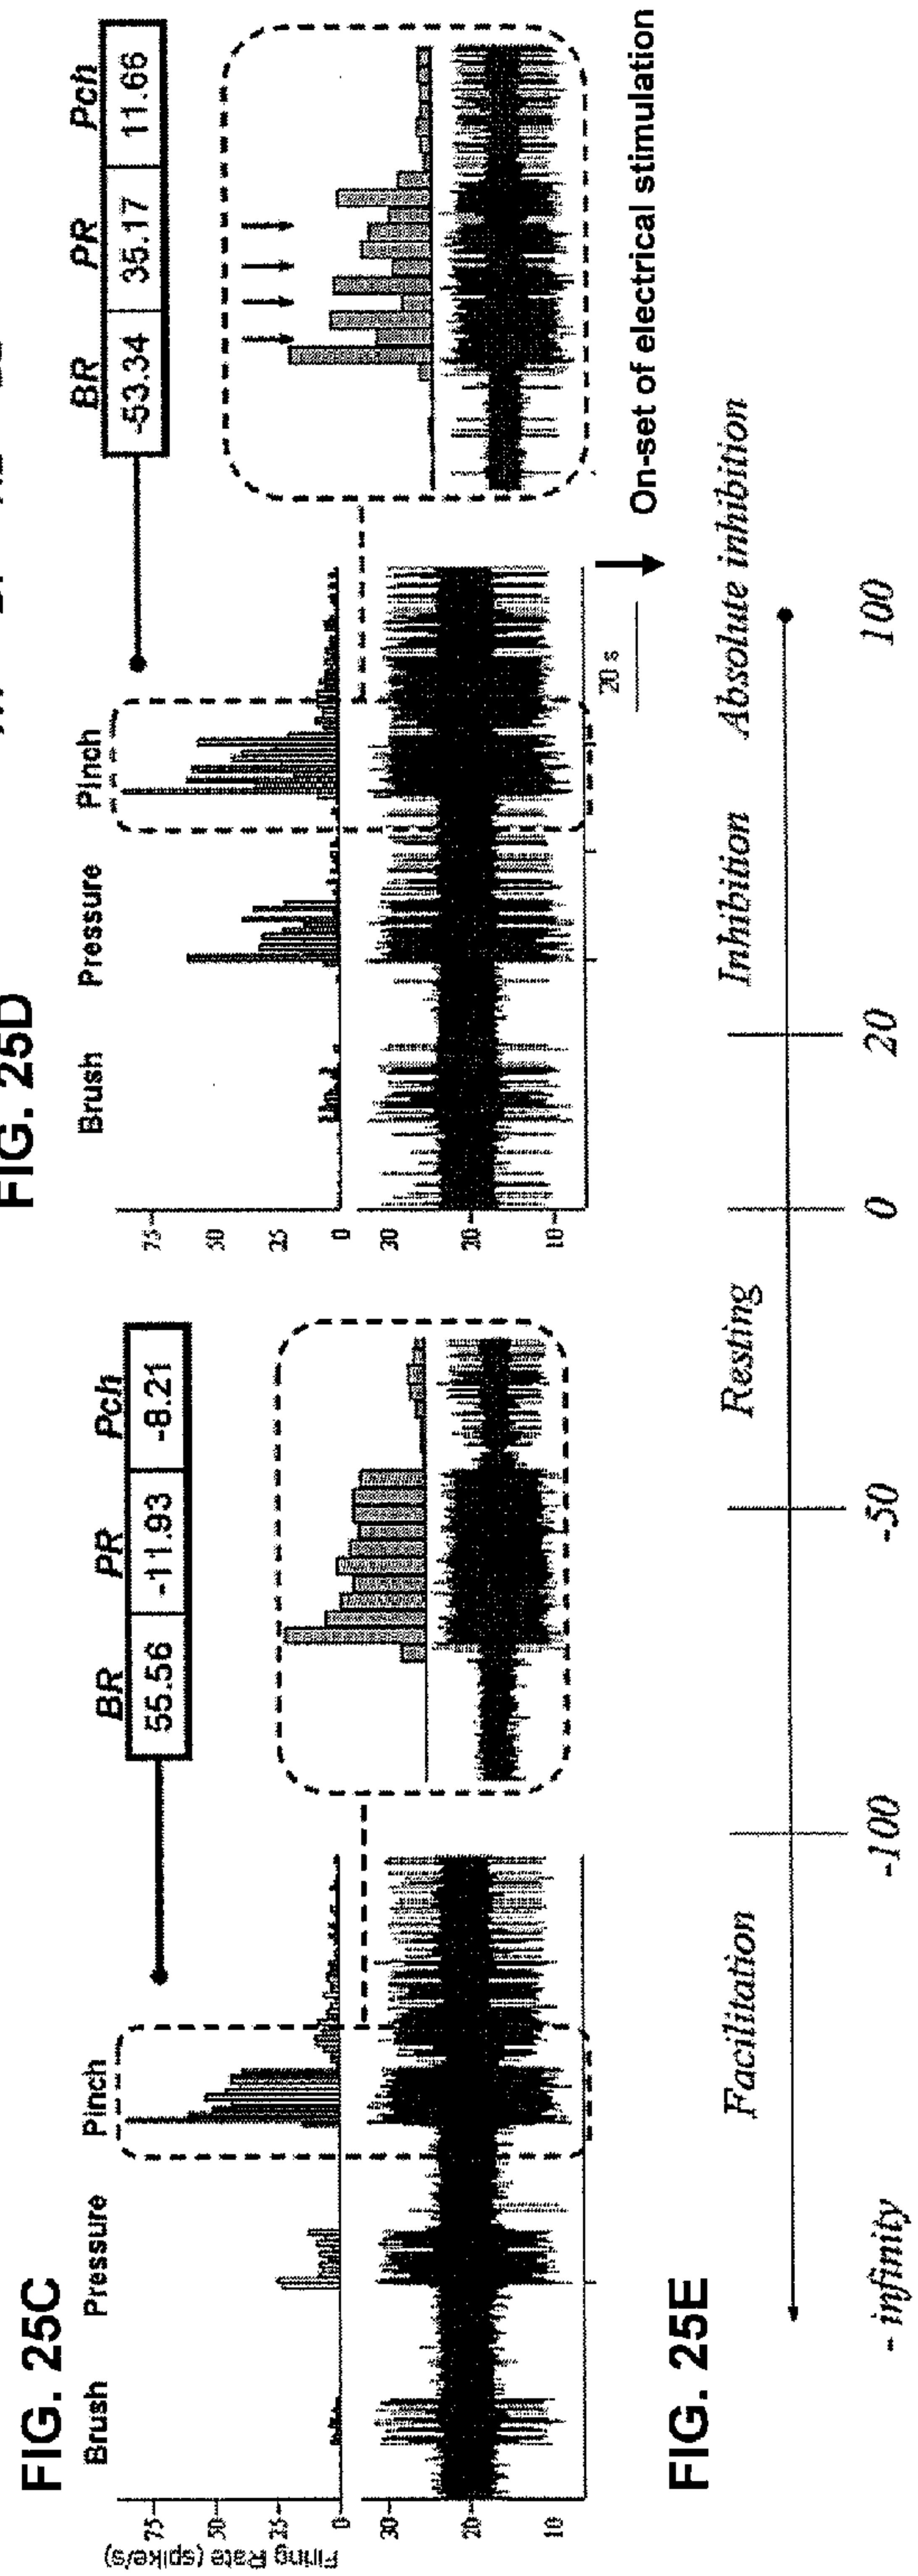 FIG. 25C
Brush Pressure Pinch
BR PR Pch
55.56 -11.93 -8.21
Firing Rate (spike/s)
75
50
25
0
30
20
10
FIG. 25D
Brush Pressure Pinch
BR PR Pch
-53.34 35.17 11.66
75
50
25
0
30
20
10
20 s
On-set of electrical stimulation
FIG. 25E
Facilitation Resting Inhibition Absolute inhibition
- infinity -100 -50 0 20 100